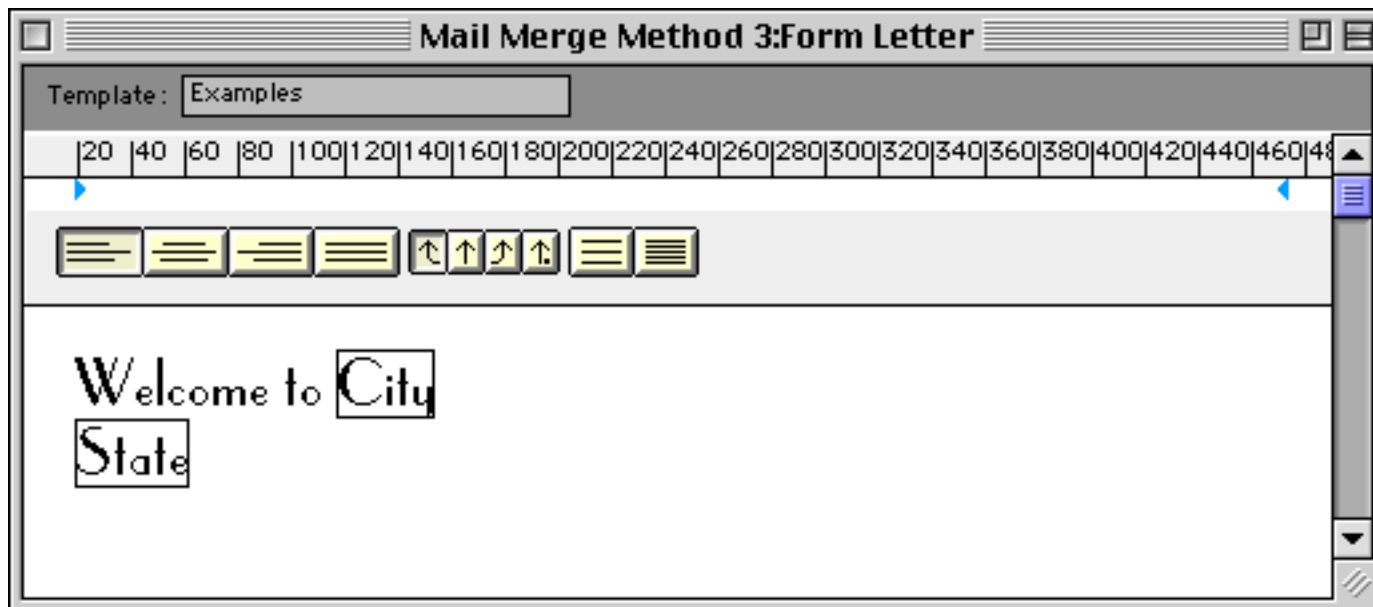 Mail Merge Method 3:Form Letter
Template: Examples
20 40 60 80 100 120 140 160 180 200 220 240 260 280 300 320 340 360 380 400 420 440 460
Welcome to City
State